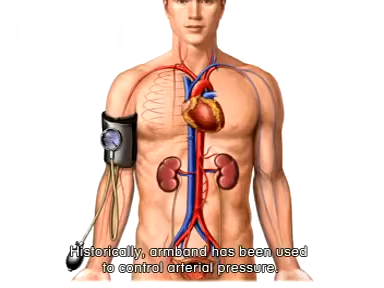 Historically, armband has been used
to control arterial pressure.